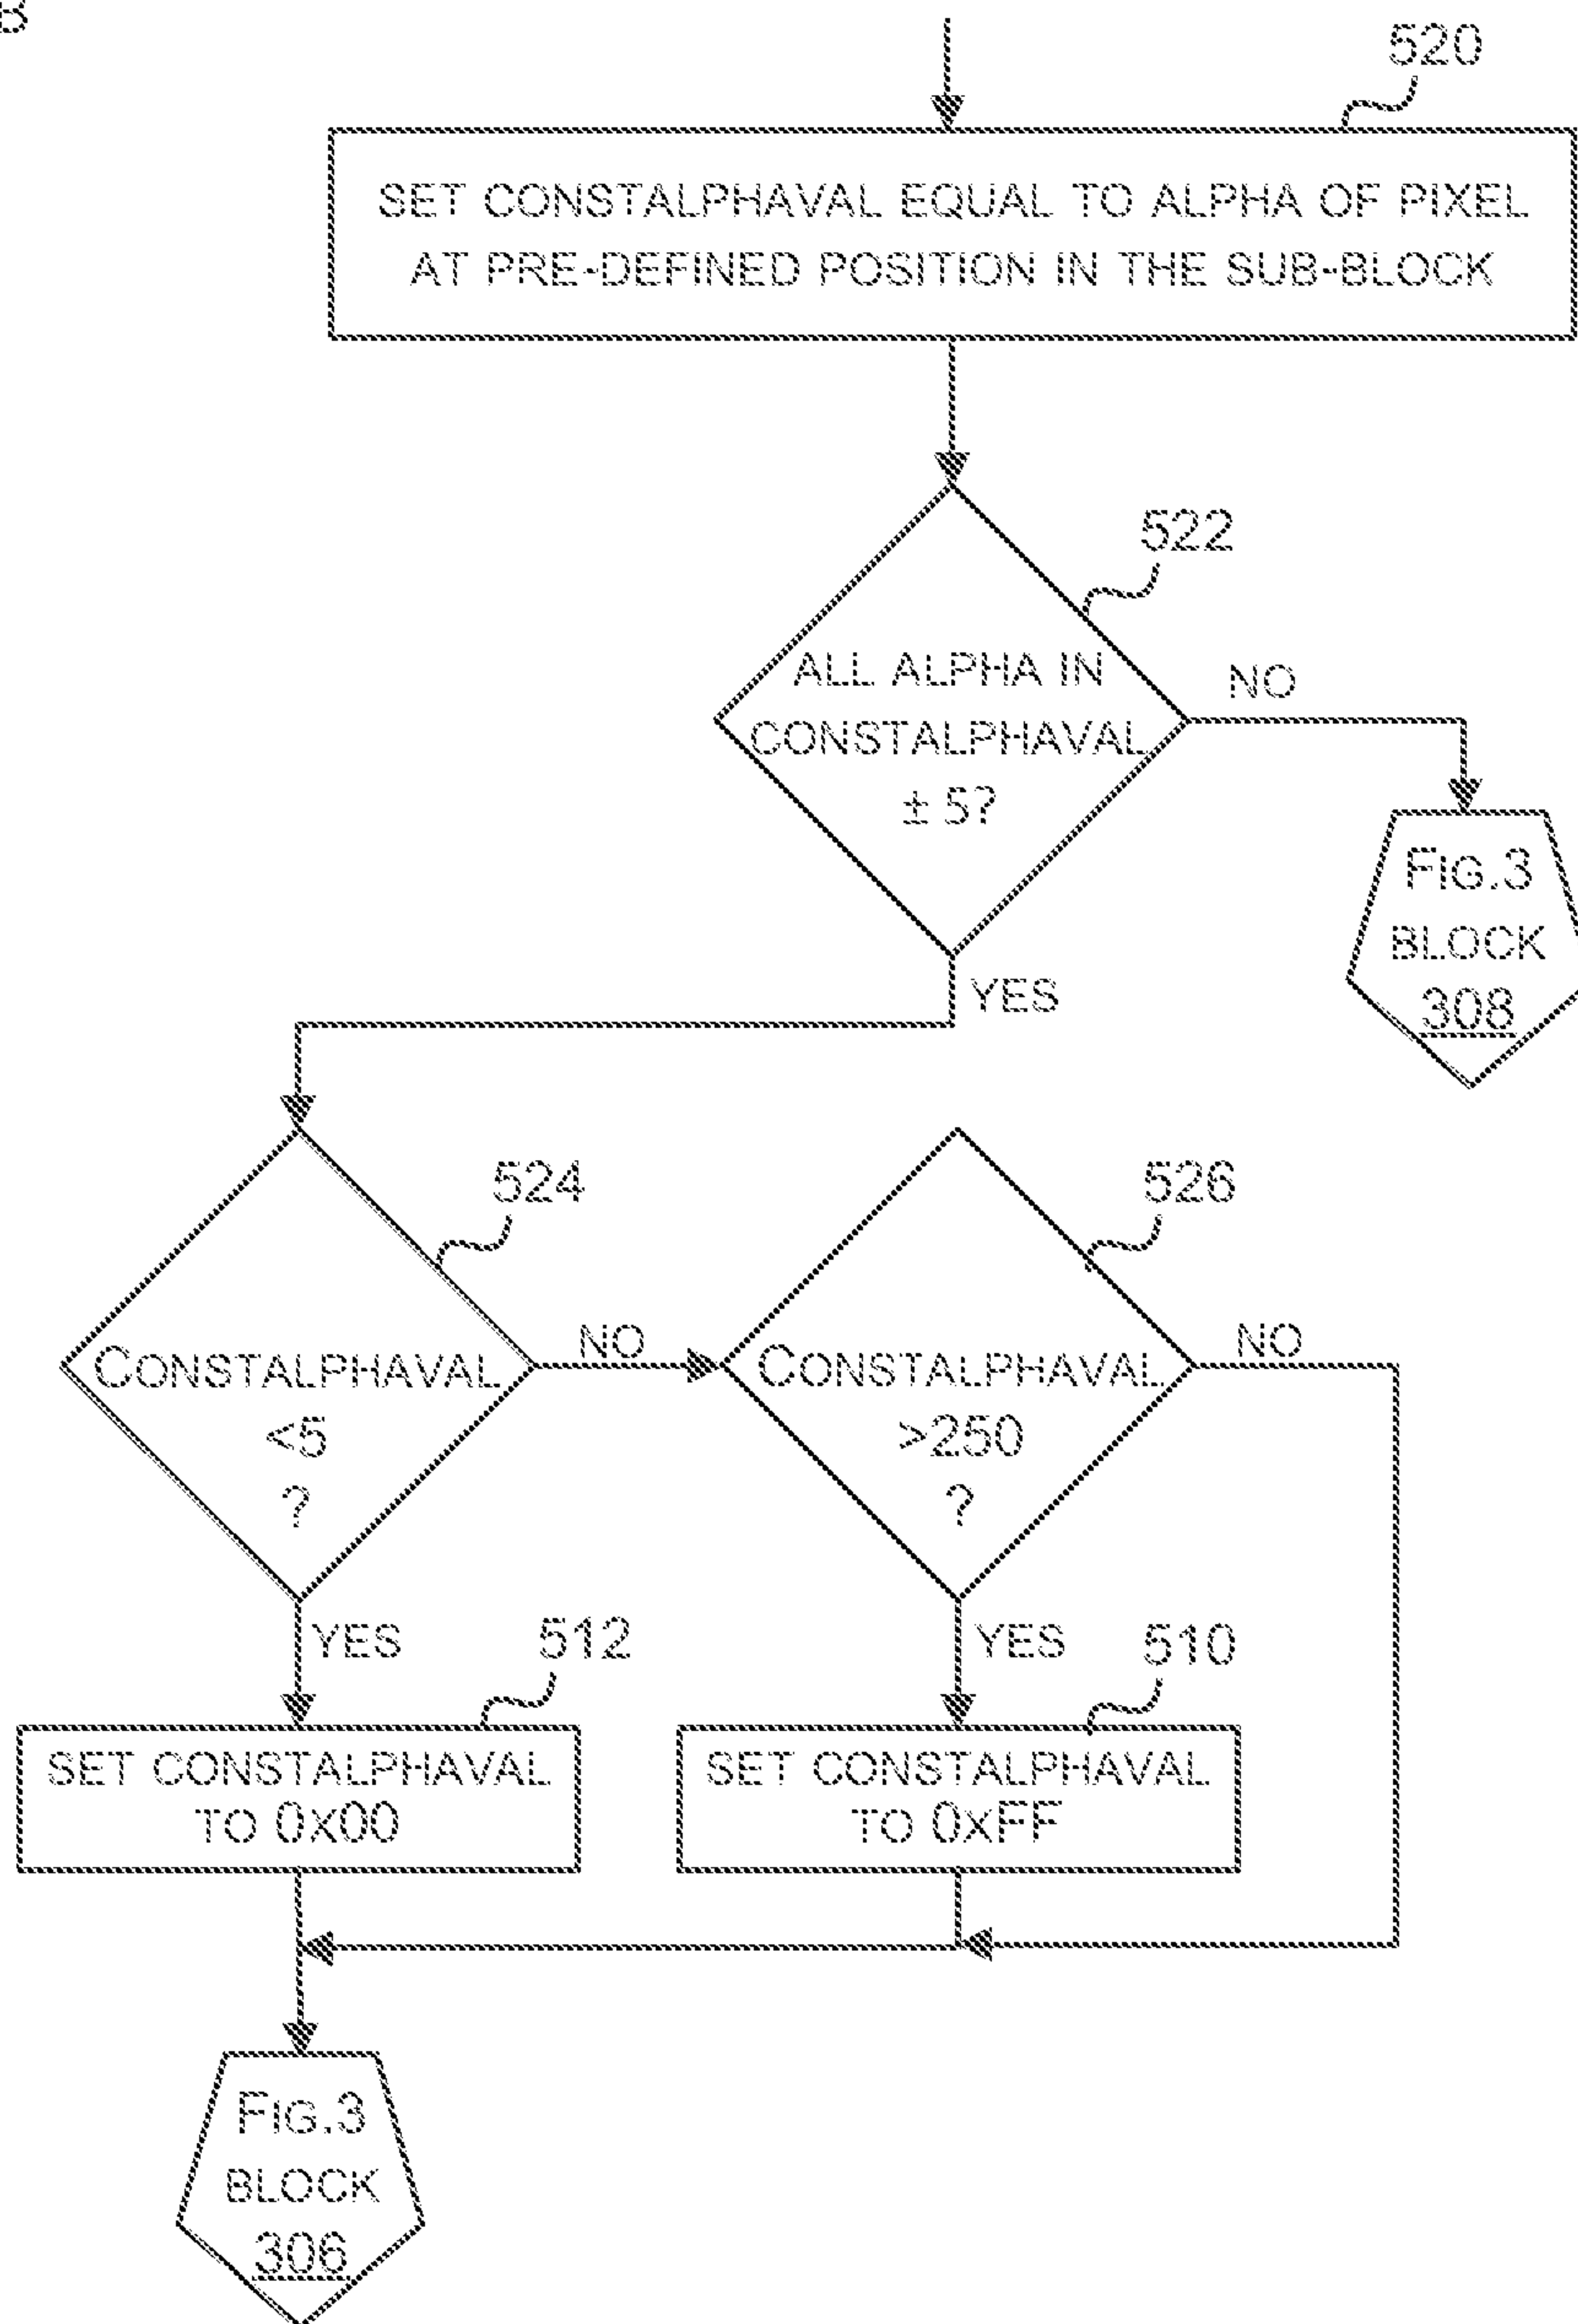 B
520
SET CONSTALPHAVAL EQUAL TO ALPHA OF PIXEL
AT PRE-DEFINED POSITION IN THE SUB-BLOCK
522
ALL ALPHA IN
CONSTALPHAVAL
± 5?
NO
FIG.3
BLOCK
308
YES
524
526
CONSTALPHAVAL
<5
?
NO
CONSTALPHAVAL
>250
?
NO
YES
512
YES
510
SET CONSTALPHAVAL
TO 0X00
SET CONSTALPHAVAL
TO 0XFF
FIG.3
BLOCK
306